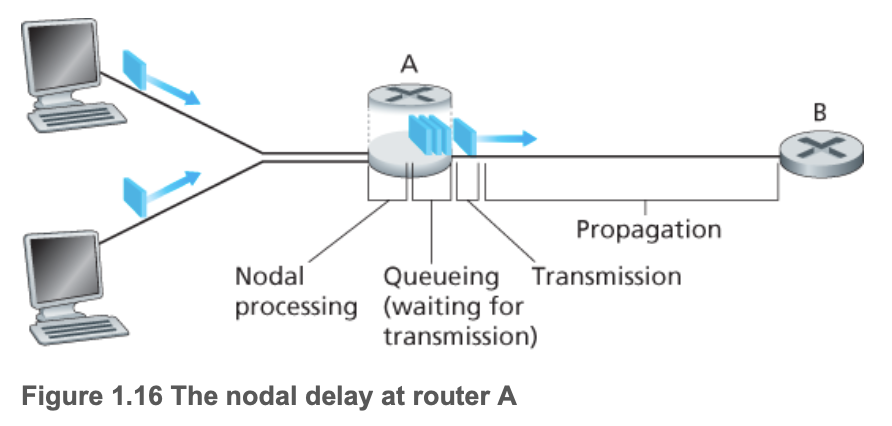 A
B
Propagation
Nodal
processing
Queueing
(waiting for
transmission)
Transmission
Figure 1.16 The nodal delay at router A